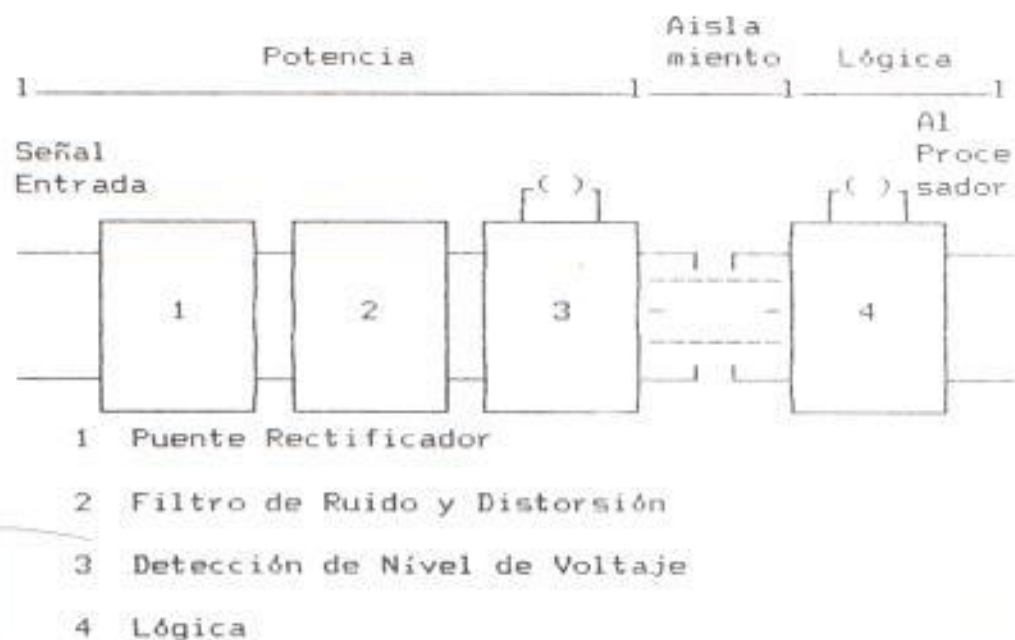 Potencia
Aisla
miento
Lógica
Señal
Entrada
Al
Proce
sador
1
2
3
4
1 Puente Rectificador
2 Filtro de Ruido y Distorsión
3 Detección de Nível de Voltaje
4 Lógica